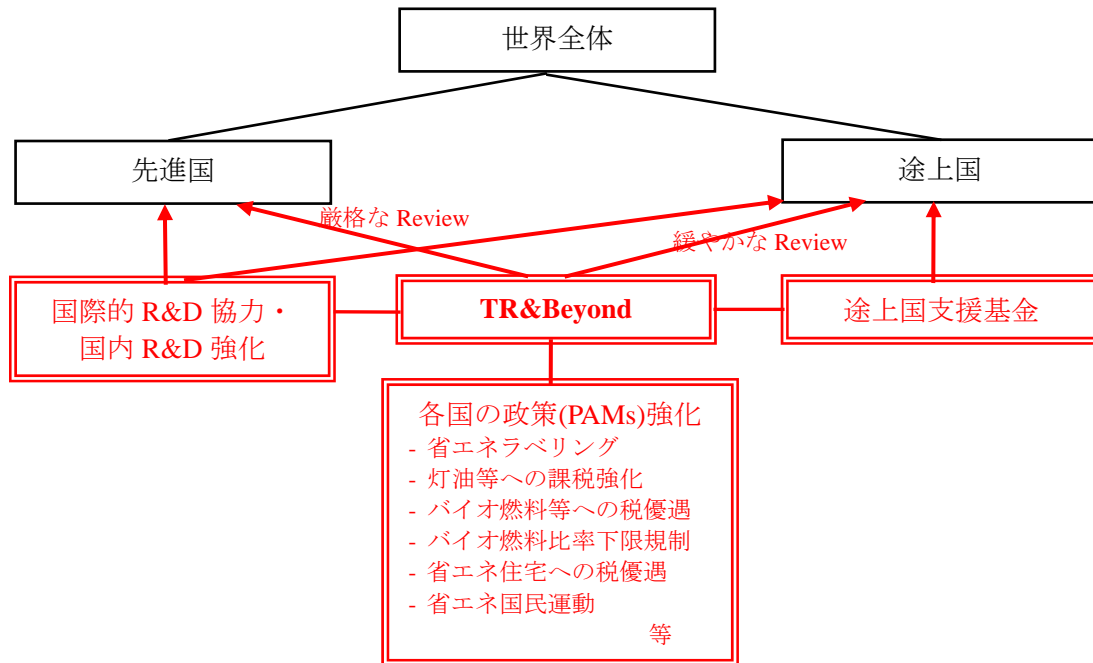 世界全体
先進国
途上国
厳格な Review
緩やかな Review
国際的 R&D 協力・
国内 R&D 強化
TR&Beyond
途上国支援基金
各国の政策(PAMs)強化
- 省エネラベリング
- 灯油等への課税強化
- バイオ燃料等への税優遇
- バイオ燃料比率下限規制
- 省エネ住宅への税優遇
- 省エネ国民運動
等